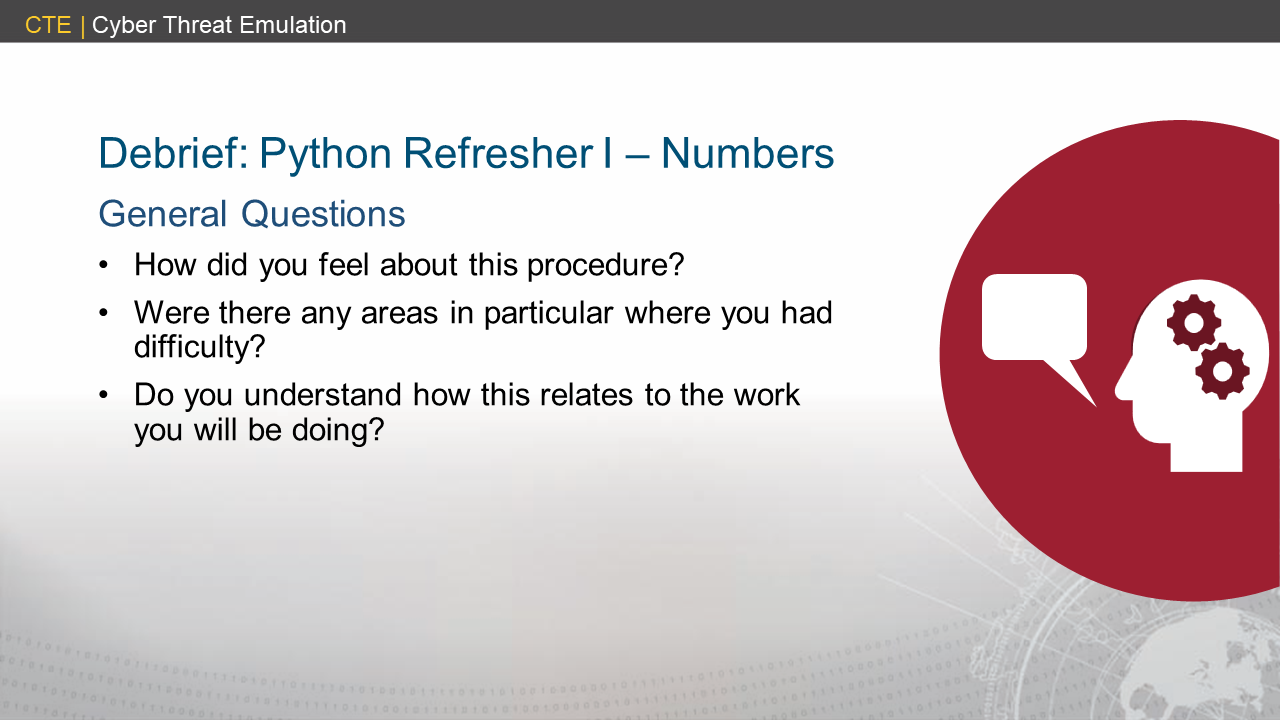 CTE | Cyber Threat Emulation
Debrief: Python Refresher I – Numbers
General Questions
• How did you feel about this procedure?
• Were there any areas in particular where you had
difficulty?
• Do you understand how this relates to the work
you will be doing?